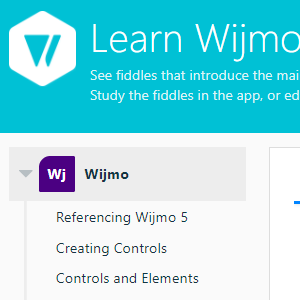 Learn Wijmo
See fiddles that introduce the mai
Study the fiddles in the app, or ed
Wj Wijmo
Referencing Wijmo 5
Creating Controls
Controls and Elements